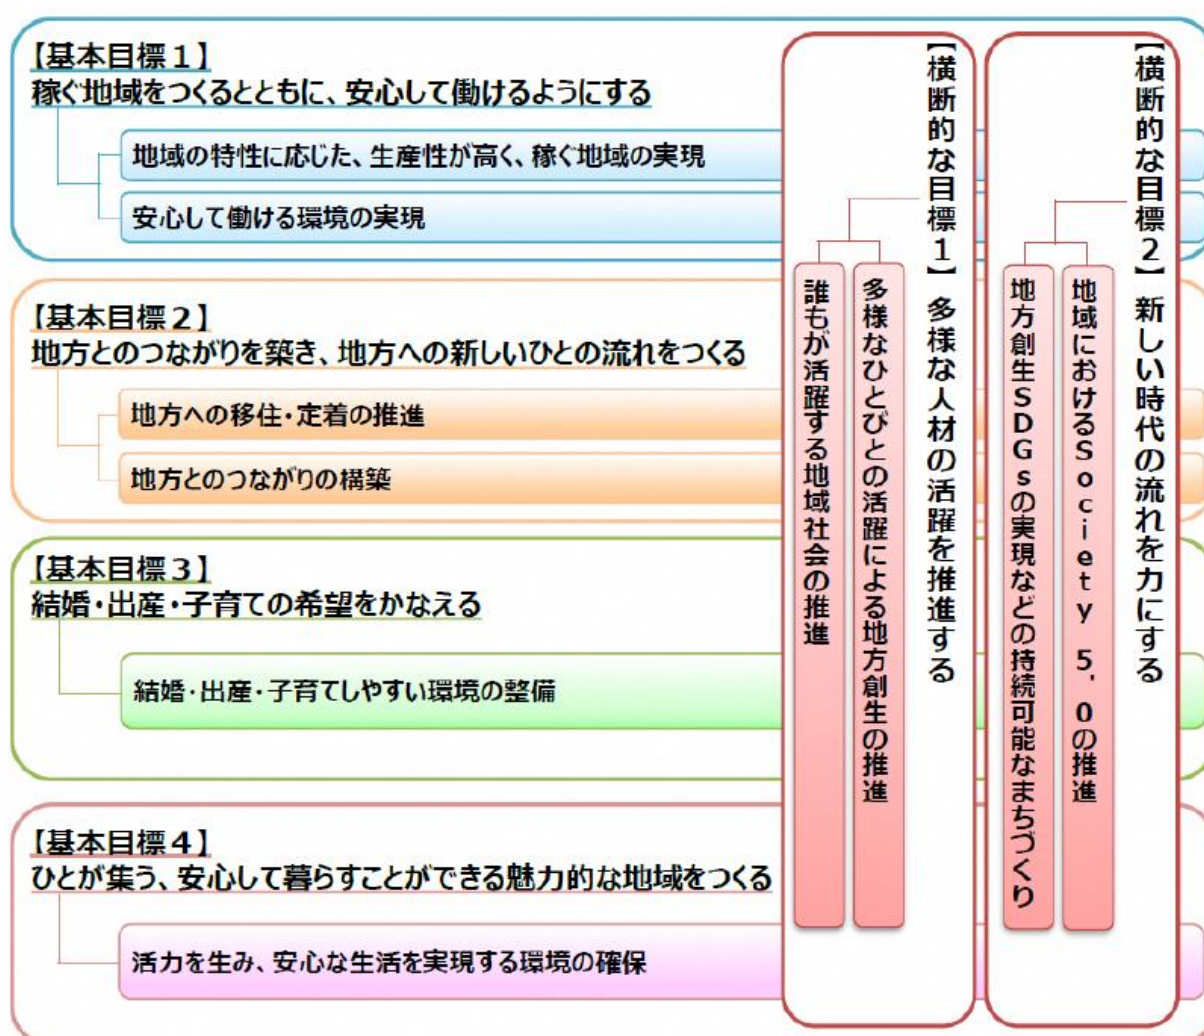 【基本目標１】
稼ぐ地域をつくるとともに、安心して働けるようにする
地域の特性に応じた、生産性が高く、稼ぐ地域の実現
安心して働ける環境の実現
【基本目標２】
地方とのつながりを築き、地方への新しいひとの流れをつくる
地方への移住・定着の推進
地方とのつながりの構築
【基本目標３】
結婚・出産・子育ての希望をかなえる
結婚・出産・子育てしやすい環境の整備
【基本目標４】
ひとが集う、安心して暮らすことができる魅力的な地域をつくる
活力を生み、安心な生活を実現する環境の確保
【横断的な目標１】多様な人材の活躍を推進する
多様なひとびとの活躍による地方創生の推進
誰もが活躍する地域社会の推進
【横断的な目標２】新しい時代の流れを力にする
地域におけるSociety 5.0の推進
地方創生SDGsの実現などの持続可能なまちづくり